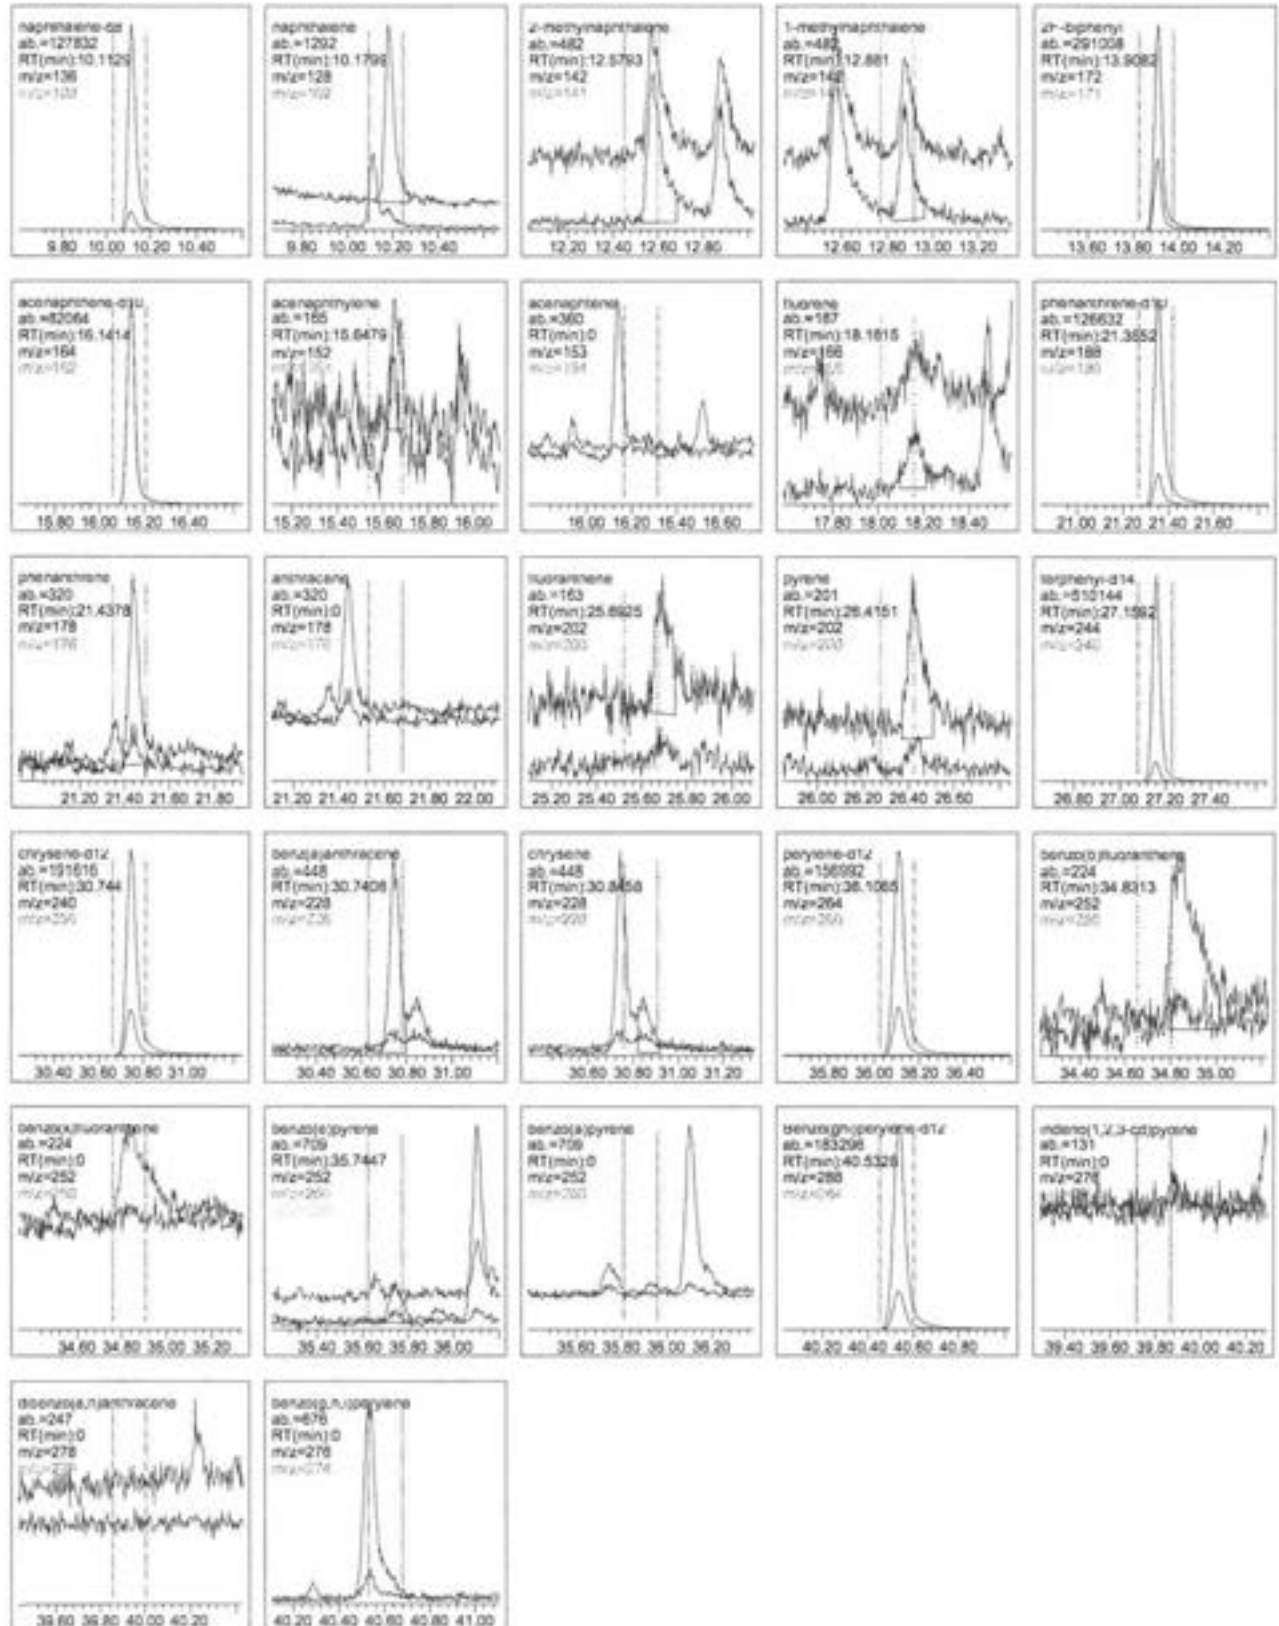 naphthalene-d8
ab.=127832
RT(min):10.1129
m/z=136
naphthalene
ab.=1292
RT(min):10.1799
m/z=128
2-methylnaphthalene
ab.=482
RT(min):12.5793
m/z=142
m/z=141
1-methylnaphthalene
ab.=482
RT(min):12.881
m/z=142
2F-biphenyl
ab.=291008
RT(min):13.9082
m/z=172
m/z=171
9.80 10.00 10.20 10.40
9.80 10.00 10.20 10.40
12.20 12.40 12.60 12.80
12.60 12.80 13.00 13.20
13.60 13.80 14.00 14.20
acenaphthene-d10
ab.=82064
RT(min):16.1414
m/z=164
m/z=162
acenaphthylene
ab.=165
RT(min):15.6479
m/z=152
acenaphtene
ab.=360
RT(min):0
m/z=153
m/z=154
fluorene
ab.=187
RT(min):18.1615
m/z=166
phenanthrene-d10
ab.=126632
RT(min):21.3552
m/z=188
15.80 16.00 16.20 16.40
15.20 15.40 15.60 15.80 16.00
16.00 16.20 16.40 16.60
17.80 18.00 18.20 18.40
21.00 21.20 21.40 21.60
phenanthrene
ab.=320
RT(min):21.4378
m/z=178
m/z=176
anthracene
ab.=320
RT(min):0
m/z=178
m/z=176
fluoranthene
ab.=163
RT(min):25.6925
m/z=202
m/z=200
pyrene
ab.=201
RT(min):26.4151
m/z=202
m/z=200
terphenyl-d14
ab.=510144
RT(min):27.1592
m/z=244
21.20 21.40 21.60 21.80
21.20 21.40 21.60 21.80 22.00
25.20 25.40 25.60 25.80 26.00
26.00 26.20 26.40 26.60
26.80 27.00 27.20 27.40
chrysene-d12
ab.=191616
RT(min):30.744
m/z=240
benz(a)anthracene
ab.=448
RT(min):30.7406
m/z=228
chrysene
ab.=448
RT(min):30.8458
m/z=228
perylene-d12
ab.=156992
RT(min):36.1065
m/z=264
benzo(b)fluoranthene
ab.=224
RT(min):34.8313
m/z=252
30.40 30.60 30.80 31.00
30.40 30.60 30.80 31.00
30.60 30.80 31.00 31.20
35.80 36.00 36.20 36.40
34.40 34.60 34.80 35.00
benzo(k)fluoranthene
ab.=224
RT(min):0
m/z=252
m/z=250
benzo(e)pyrene
ab.=709
RT(min):35.7447
m/z=252
benzo(a)pyrene
ab.=709
RT(min):0
m/z=252
Benzo(ghi)perylene-d12
ab.=183296
RT(min):40.5326
m/z=288
indeno(1,2,3-cd)pyrene
ab.=131
RT(min):0
m/z=276
34.60 34.80 35.00 35.20
35.40 35.60 35.80 36.00
35.60 35.80 36.00 36.20
40.20 40.40 40.60 40.80
39.40 39.60 39.80 40.00 40.20
dibenzo(a,h)anthracene
ab.=247
RT(min):0
m/z=278
benzo(g,h,i)perylene
ab.=676
RT(min):0
m/z=276
m/z=274
39.60 39.80 40.00 40.20
40.20 40.40 40.60 40.80 41.00